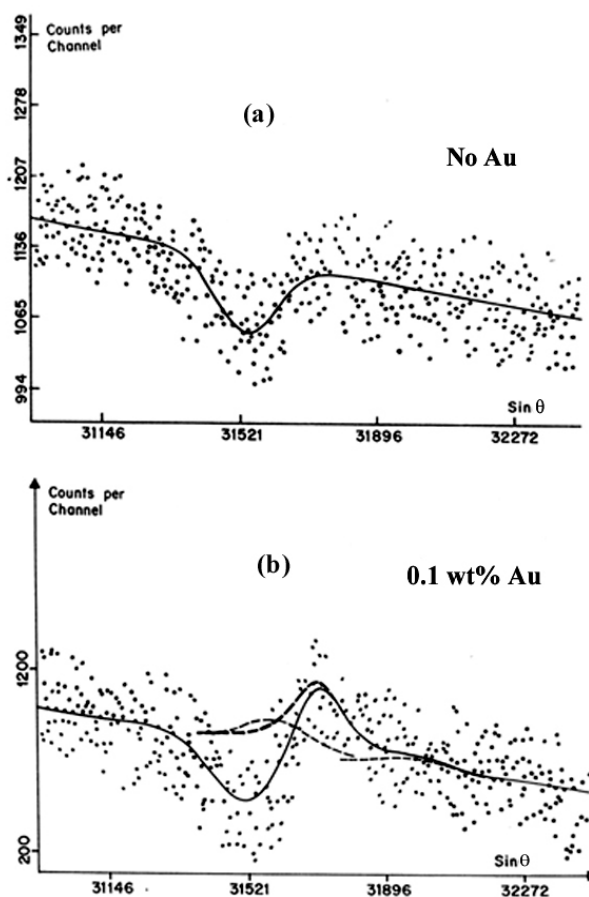 1349
Counts per
Channel
1278
(a)
No Au
1207
1136
1065
994
Sin θ
31146 31521 31896 32272
Counts per
Channel
(b)
0.1 wt% Au
1200
200
Sin θ
31146 31521 31896 32272